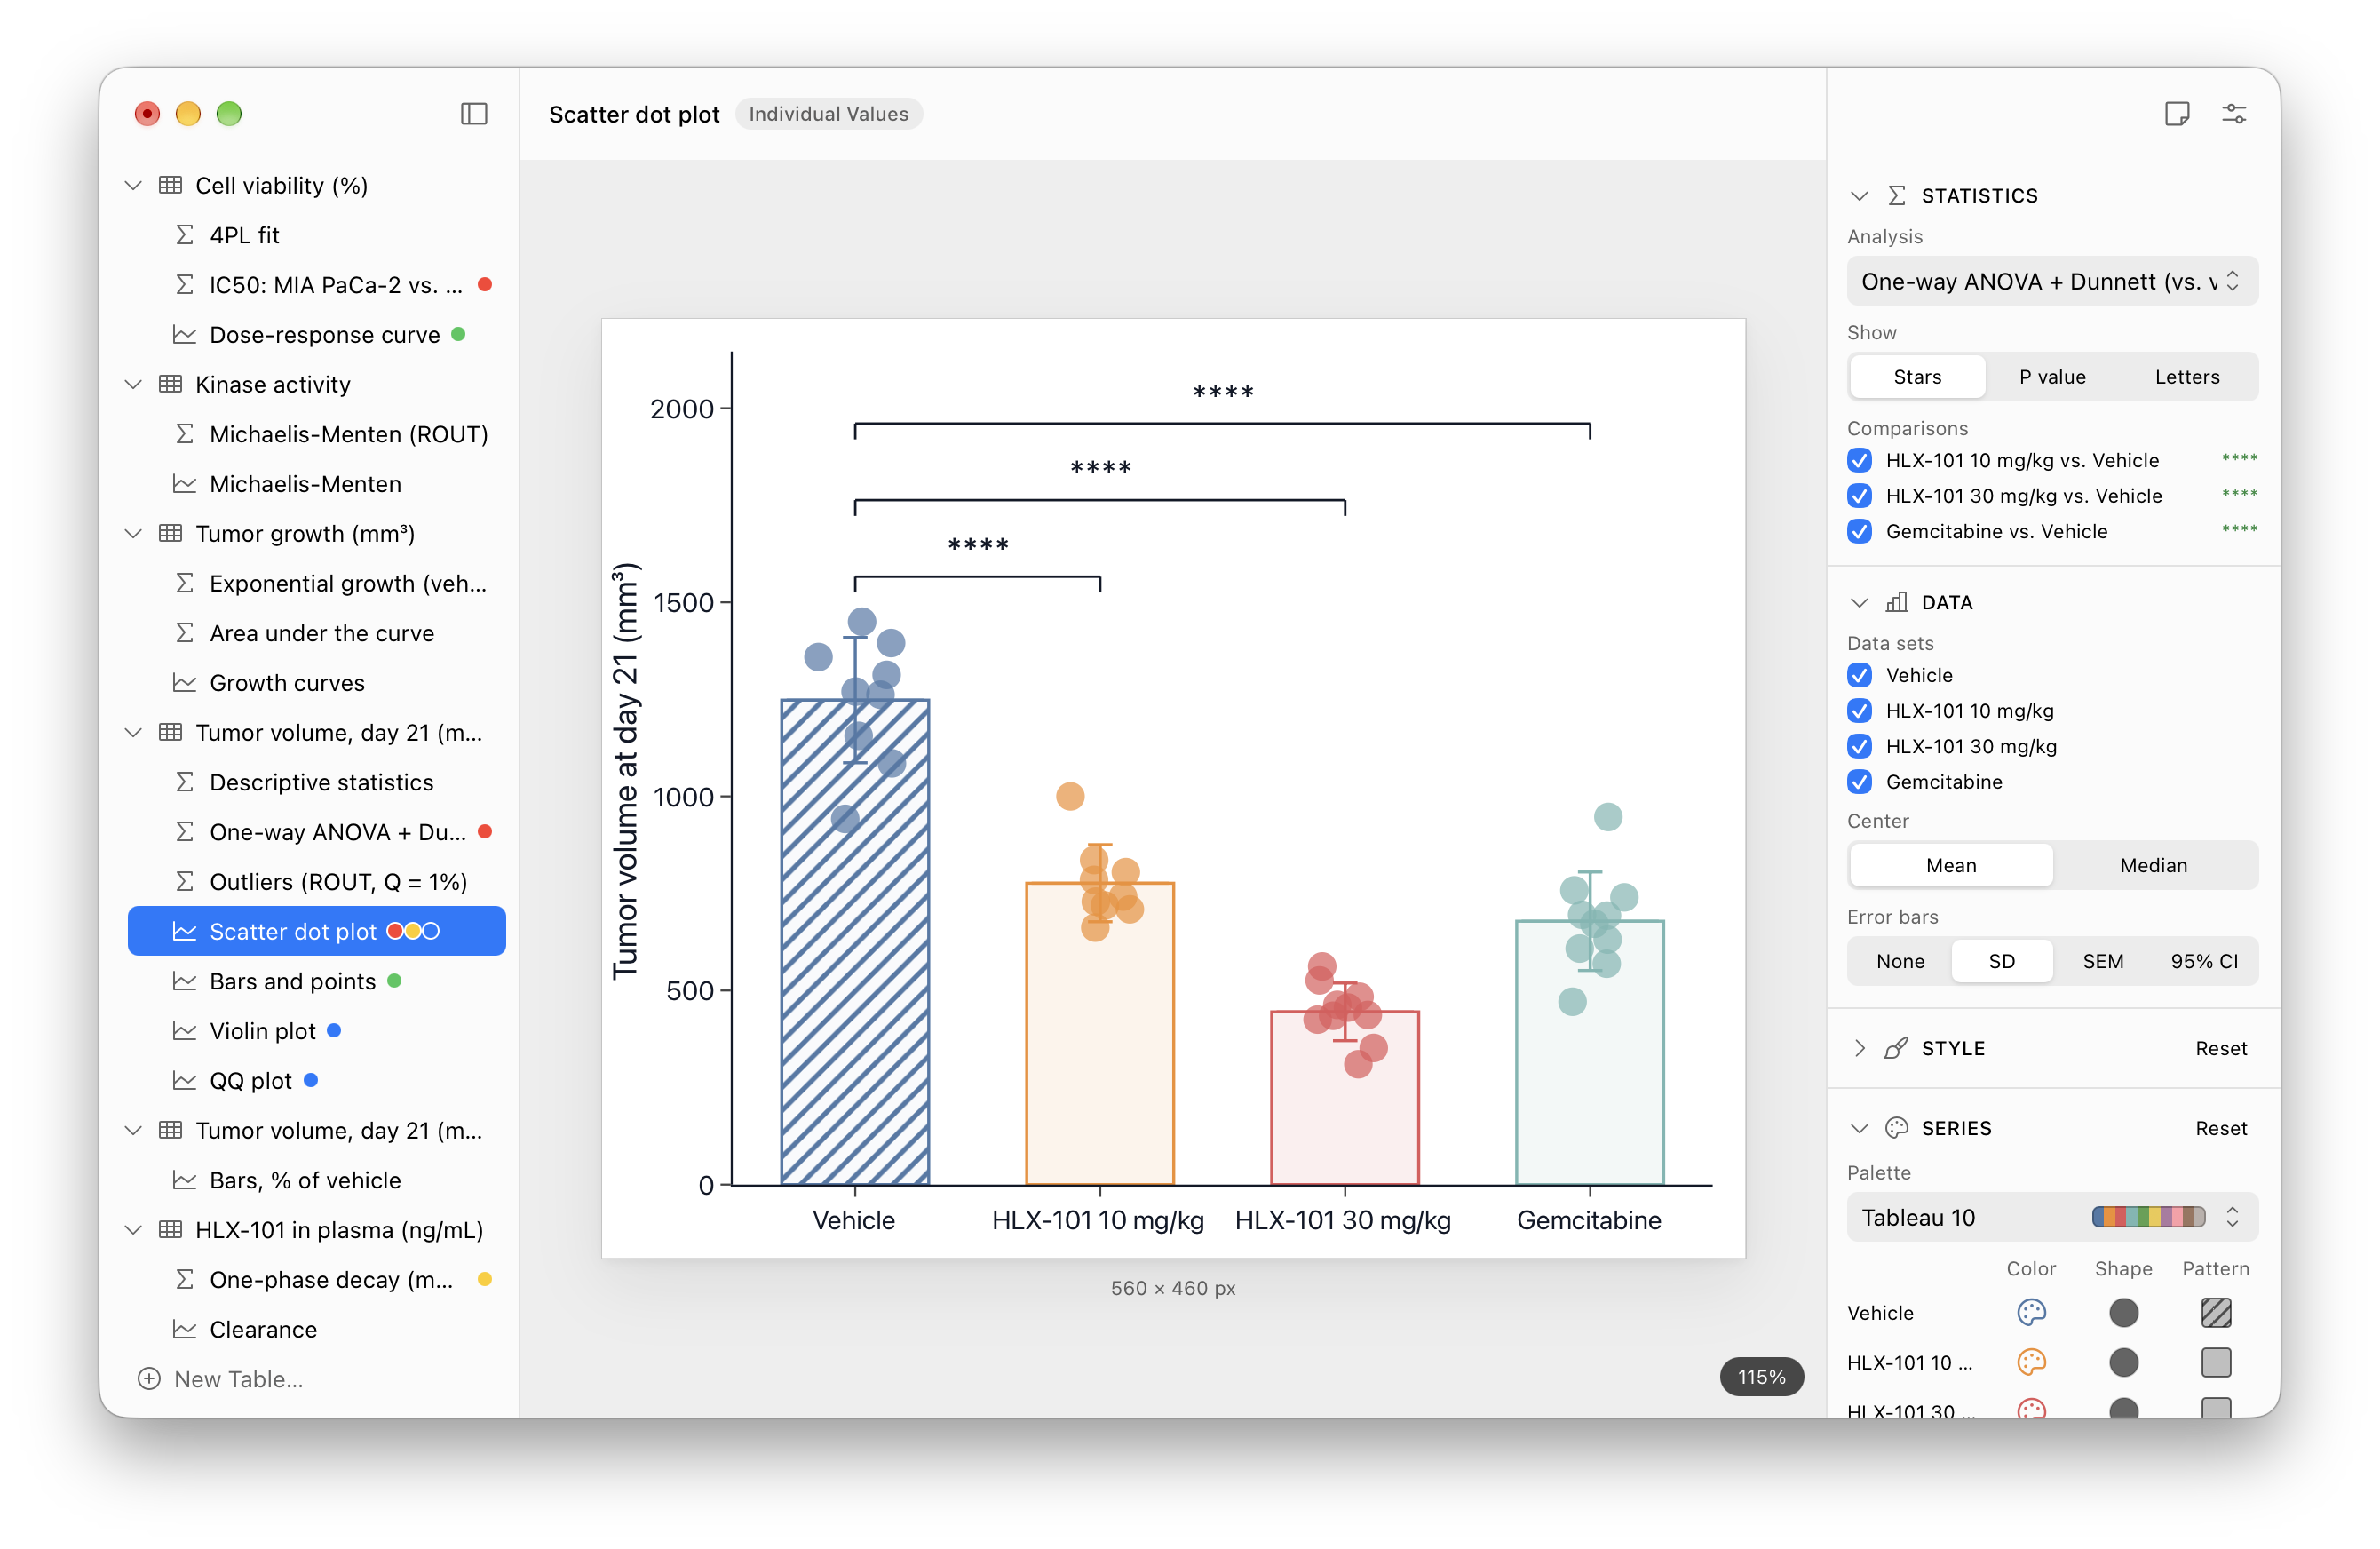 Cell viability (%)
4PL fit
IC50: MIA PaCa-2 vs. ...
Dose-response curve
Kinase activity
Michaelis-Menten (ROUT)
Michaelis-Menten
Tumor growth (mm³)
Exponential growth (veh...
Area under the curve
Growth curves
Tumor volume, day 21 (m...
Descriptive statistics
One-way ANOVA + Du...
Outliers (ROUT, Q = 1%)
Scatter dot plot
Bars and points
Violin plot
QQ plot
Tumor volume, day 21 (m...
Bars, % of vehicle
HLX-101 in plasma (ng/mL)
One-phase decay (m...
Clearance
New Table...
Scatter dot plot Individual Values
Tumor volume at day 21 (mm³)
2000
1500
1000
500
0
****
****
****
Vehicle HLX-101 10 mg/kg HLX-101 30 mg/kg Gemcitabine
560 × 460 px
115%
STATISTICS
Analysis
One-way ANOVA + Dunnett (vs. v
Show
Stars P value Letters
Comparisons
HLX-101 10 mg/kg vs. Vehicle ****
HLX-101 30 mg/kg vs. Vehicle ****
Gemcitabine vs. Vehicle ****
DATA
Data sets
Vehicle
HLX-101 10 mg/kg
HLX-101 30 mg/kg
Gemcitabine
Center
Mean Median
Error bars
None SD SEM 95% CI
STYLE Reset
SERIES Reset
Palette
Tableau 10
Color Shape Pattern
Vehicle
HLX-101 10 ...
HLX-101 30 ...